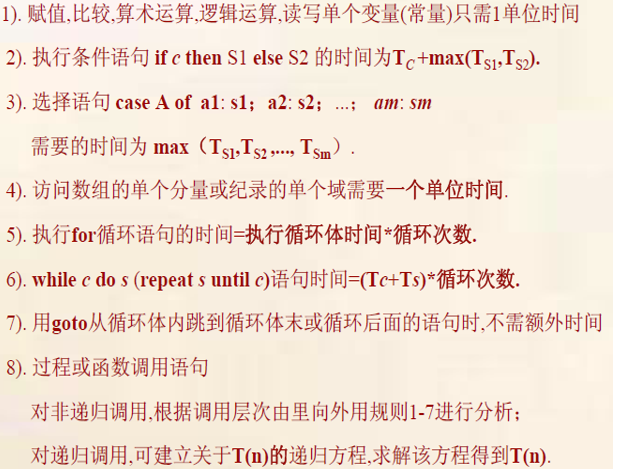 1). 赋值,比较,算术运算,逻辑运算,读写单个变量(常量)只需1单位时间
2). 执行条件语句 if c then S1 else S2 的时间为TC+max(TS1,TS2).
3). 选择语句 case A of a1: s1; a2: s2; ...; am: sm
需要的时间为 max（TS1,TS2 ,..., TSm）.
4). 访问数组的单个分量或纪录的单个域需要一个单位时间.
5). 执行for循环语句的时间=执行循环体时间*循环次数.
6). while c do s (repeat s until c)语句时间=(Tc+Ts)*循环次数.
7). 用goto从循环体内跳到循环体末或循环后面的语句时,不需额外时间
8). 过程或函数调用语句
对非递归调用,根据调用层次由里向外用规则1-7进行分析;
对递归调用,可建立关于T(n)的递归方程,求解该方程得到T(n).